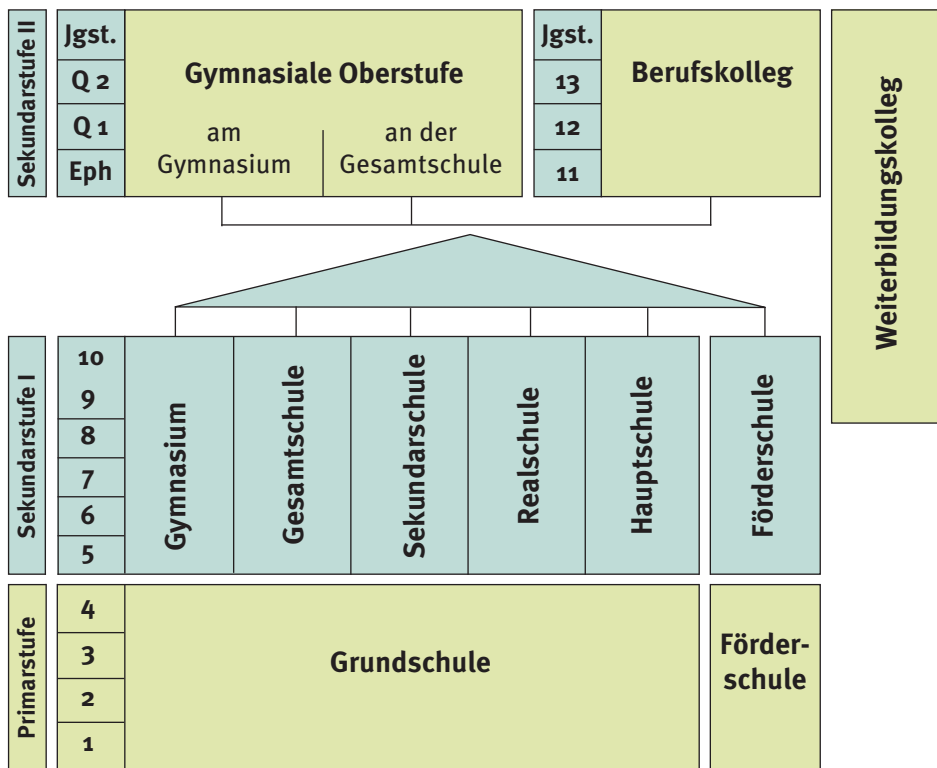 Sekundarstufe II
Jgst.
Q 2
Q 1
Eph
Gymnasiale Oberstufe
am
Gymnasium
an der
Gesamtschule
Jgst.
13
12
11
Berufskolleg
Weiterbildungskolleg
Sekundarstufe I
10
9
8
7
6
5
Gymnasium
Gesamtschule
Sekundarschule
Realschule
Hauptschule
Förderschule
Primarstufe
4
3
2
1
Grundschule
Förder-
schule